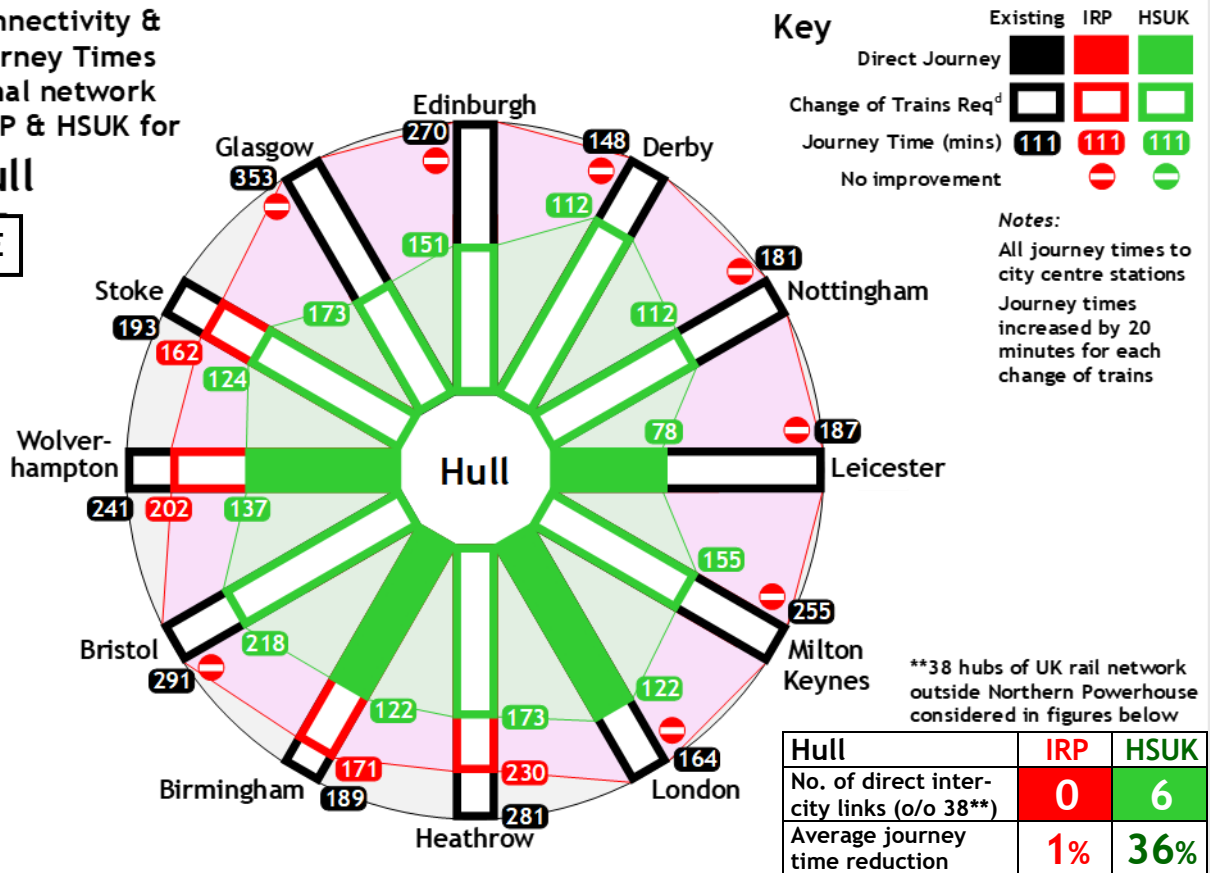 nnectivity &
rney Times
nal network
P & HSUK for
ull
E
Key
Existing IRP HSUK
Direct Journey
Change of Trains Reqd
Journey Time (mins) 111 111 111
No improvement
Notes:
All journey times to
city centre stations
Journey times
increased by 20
minutes for each
change of trains
Edinburgh
270
151
Derby
148
112
Nottingham
181
112
Leicester
187
78
Milton
Keynes
255
155
London
164
122
Heathrow
281
230
173
Birmingham
189
171
122
Bristol
291
218
Wolver-
hampton
241
202
137
Stoke
193
162
124
Glasgow
353
173
Hull
**38 hubs of UK rail network
outside Northern Powerhouse
considered in figures below
Hull IRP HSUK
No. of direct inter-
city links (o/o 38**) 0 6
Average journey
time reduction 1% 36%